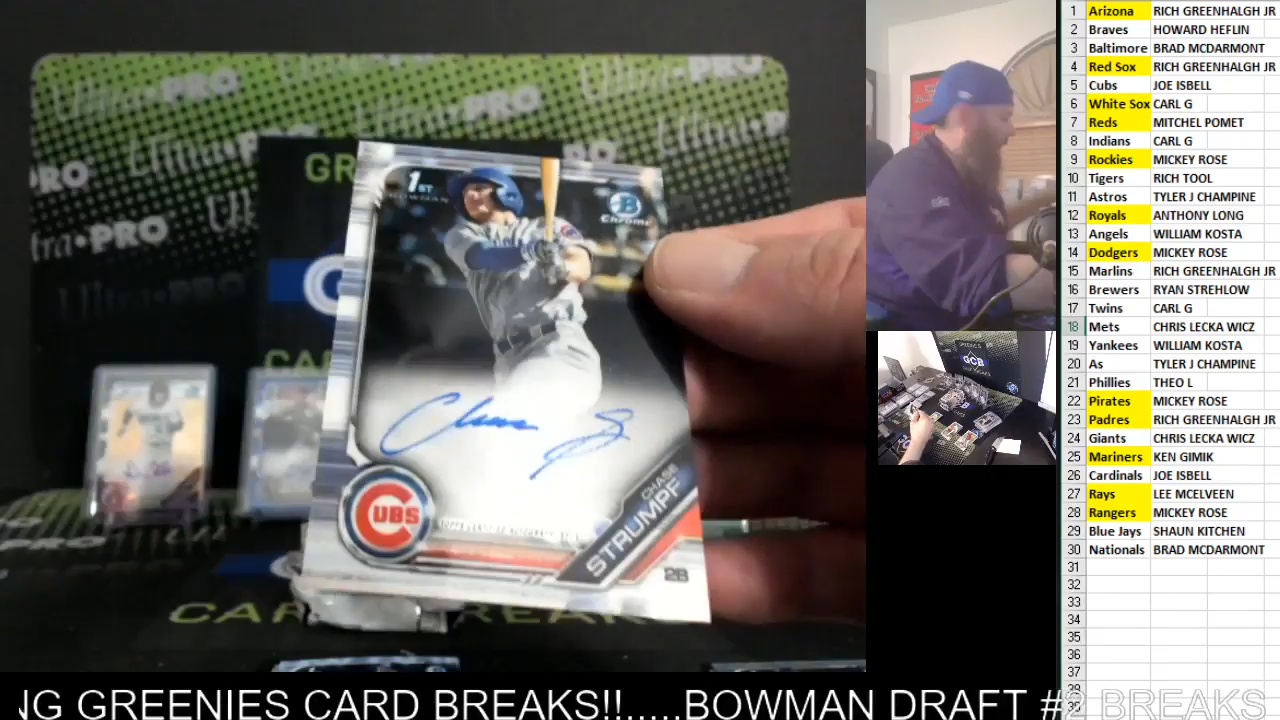 1ST
BOWMAN
Chrome
CUBS
CHASE
STRUMPF
2B
PRO
PRO
PRO
PRO
GCB
1 Arizona RICH GREENHALGH JR
2 Braves HOWARD HEFLIN
3 Baltimore BRAD MCDARMONT
4 Red Sox RICH GREENHALGH JR
5 Cubs JOE ISBELL
6 White Sox CARL G
7 Reds MITCHEL POMET
8 Indians CARL G
9 Rockies MICKEY ROSE
10 Tigers RICH TOOL
11 Astros TYLER J CHAMPINE
12 Royals ANTHONY LONG
13 Angels WILLIAM KOSTA
14 Dodgers MICKEY ROSE
15 Marlins RICH GREENHALGH JR
16 Brewers RYAN STREHLOW
17 Twins CARL G
18 Mets CHRIS LECKA WICZ
19 Yankees WILLIAM KOSTA
20 As TYLER J CHAMPINE
21 Phillies THEO L
22 Pirates MICKEY ROSE
23 Padres RICH GREENHALGH JR
24 Giants CHRIS LECKA WICZ
25 Mariners KEN GIMIK
26 Cardinals JOE ISBELL
27 Rays LEE MCELVEEN
28 Rangers MICKEY ROSE
29 Blue Jays SHAUN KITCHEN
30 Nationals BRAD MCDARMONT
31
32
33
34
35
36
37
38
GREENIES CARD BREAKS!!.....BOWMAN DRAFT #2 BREAKS